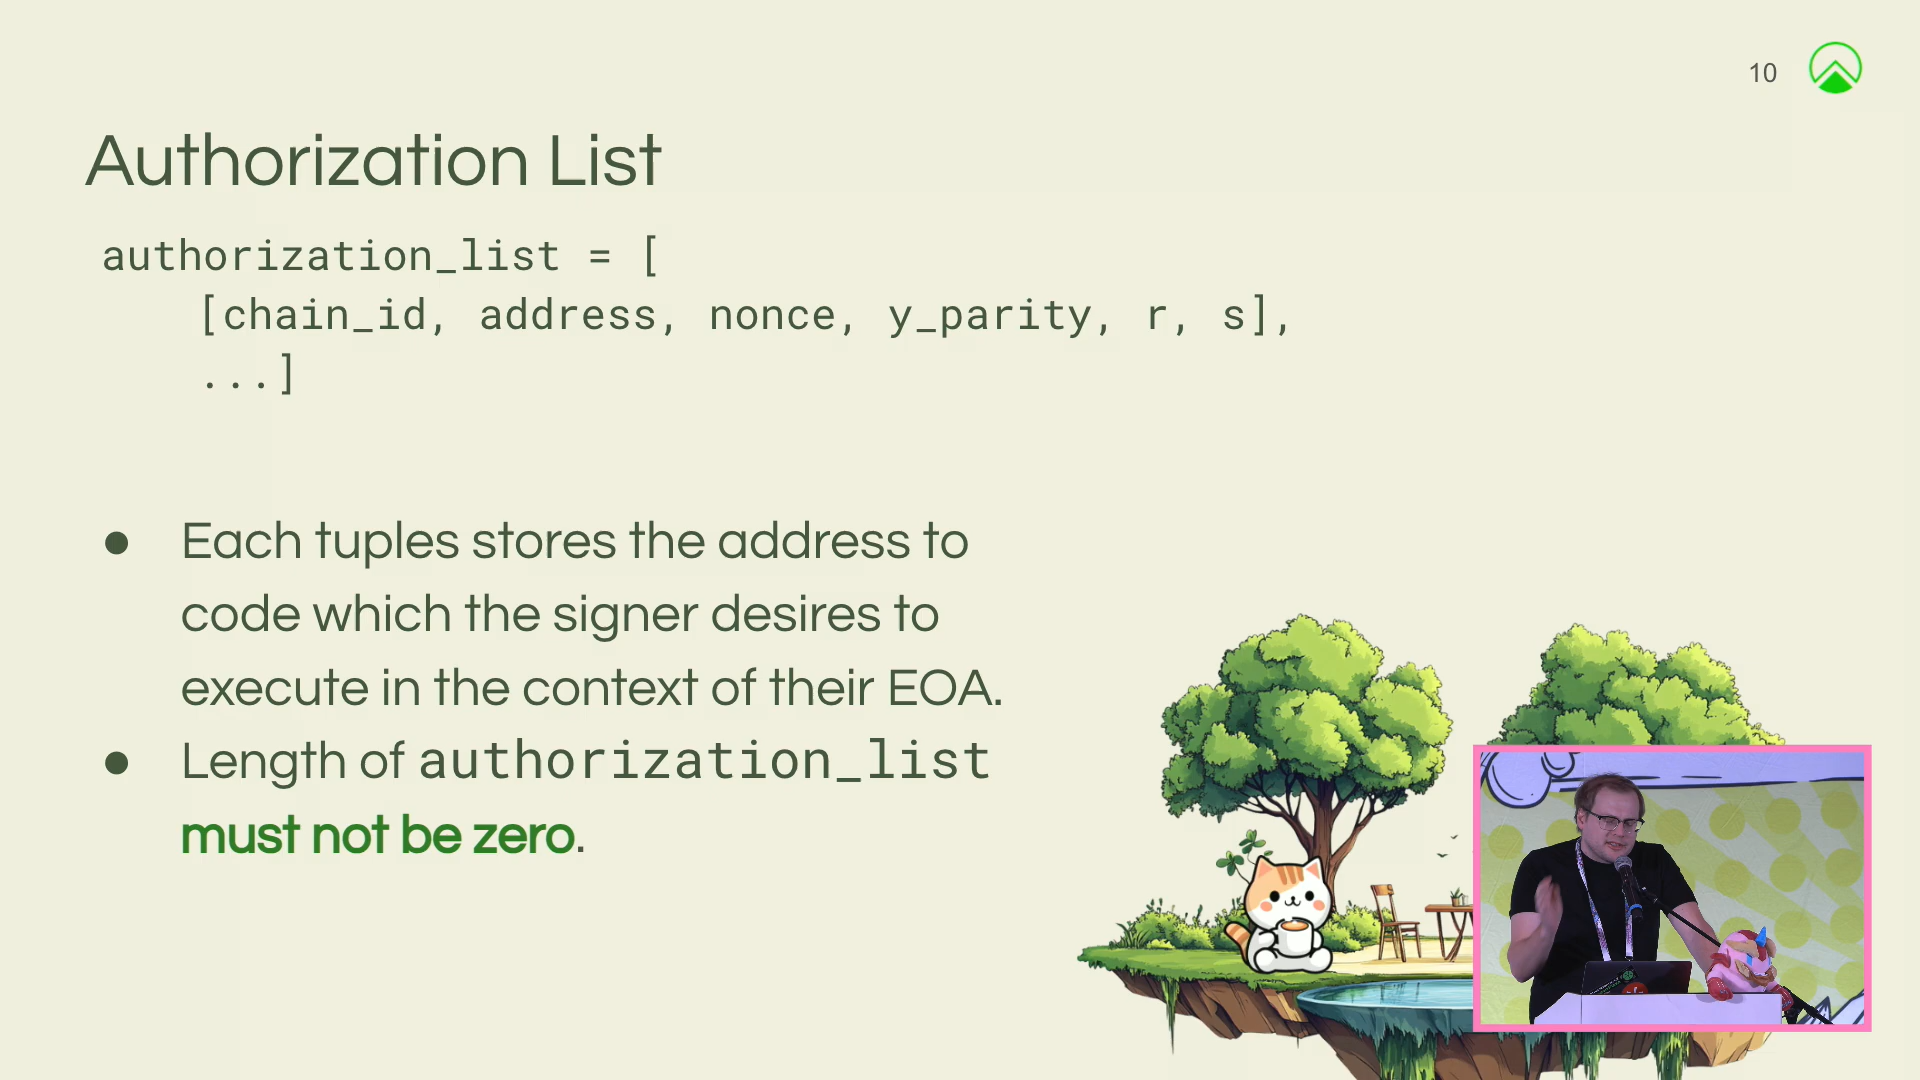 10
Authorization List
authorization_list = [
[chain_id, address, nonce, y_parity, r, s],
...]
● Each tuples stores the address to
code which the signer desires to
execute in the context of their EOA.
● Length of authorization_list
must not be zero.